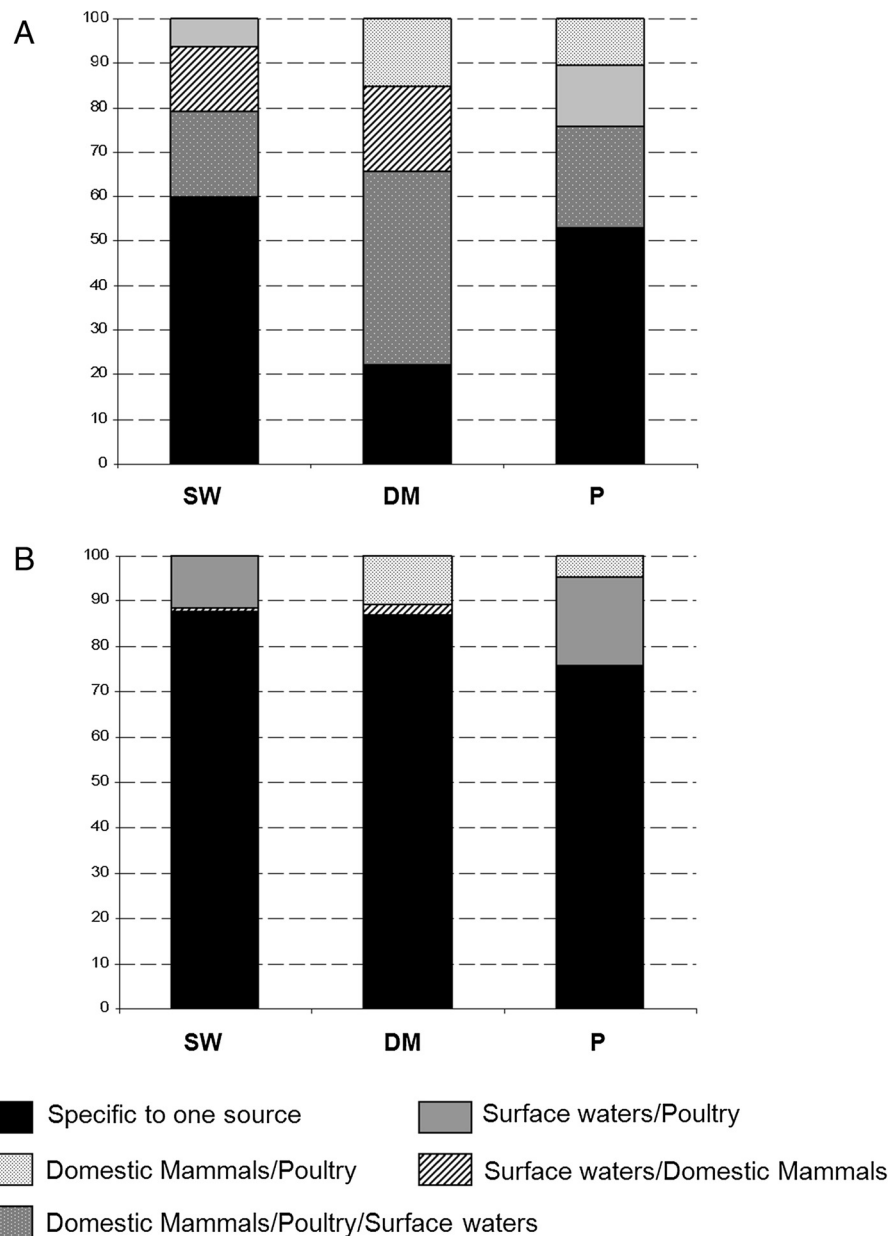 A
100
90
80
70
60
50
40
30
20
10
0
SW DM P
B
100
90
80
70
60
50
40
30
20
10
0
SW DM P
Specific to one source
Surface waters/Poultry
Domestic Mammals/Poultry
Surface waters/Domestic Mammals
Domestic Mammals/Poultry/Surface waters